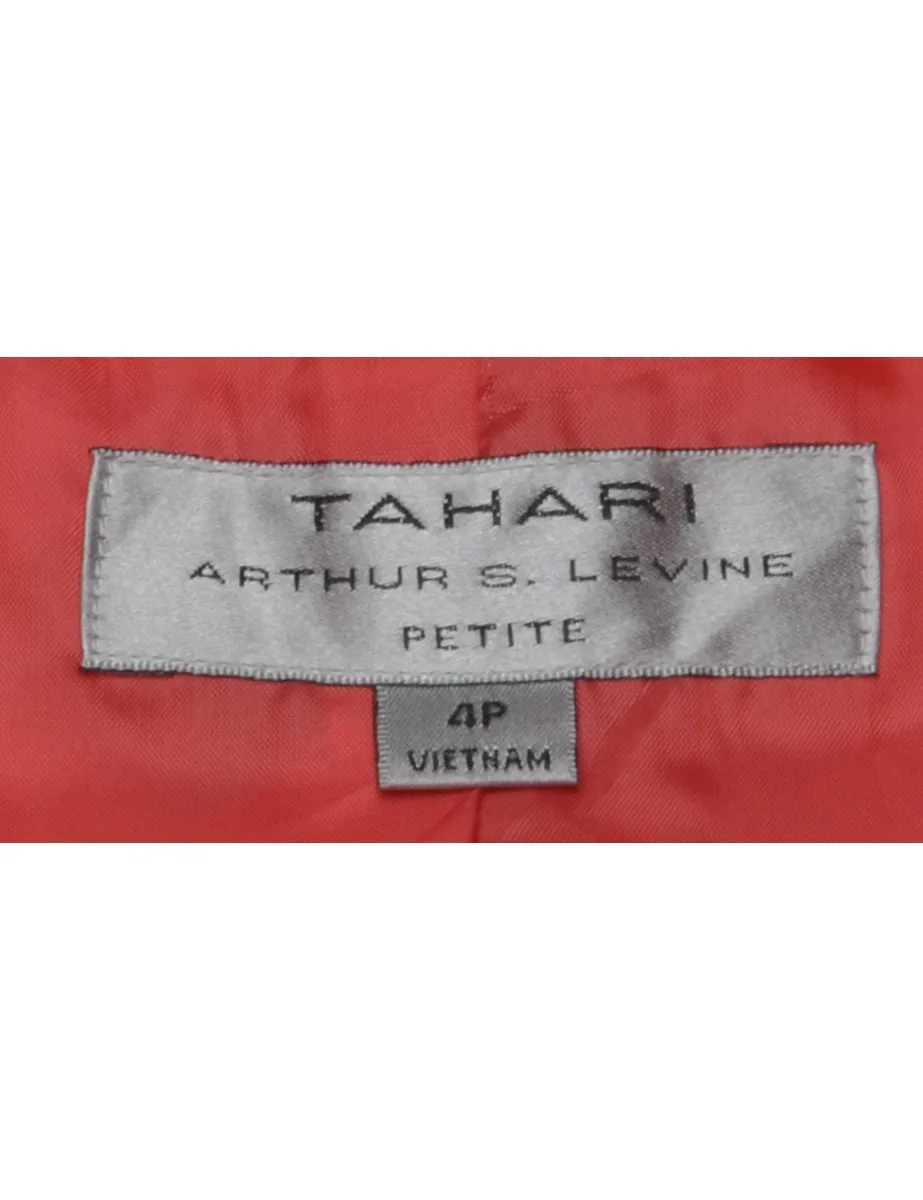 TAHARI
ARTHUR S. LEVINE
PETITE
4P
VIETNAM